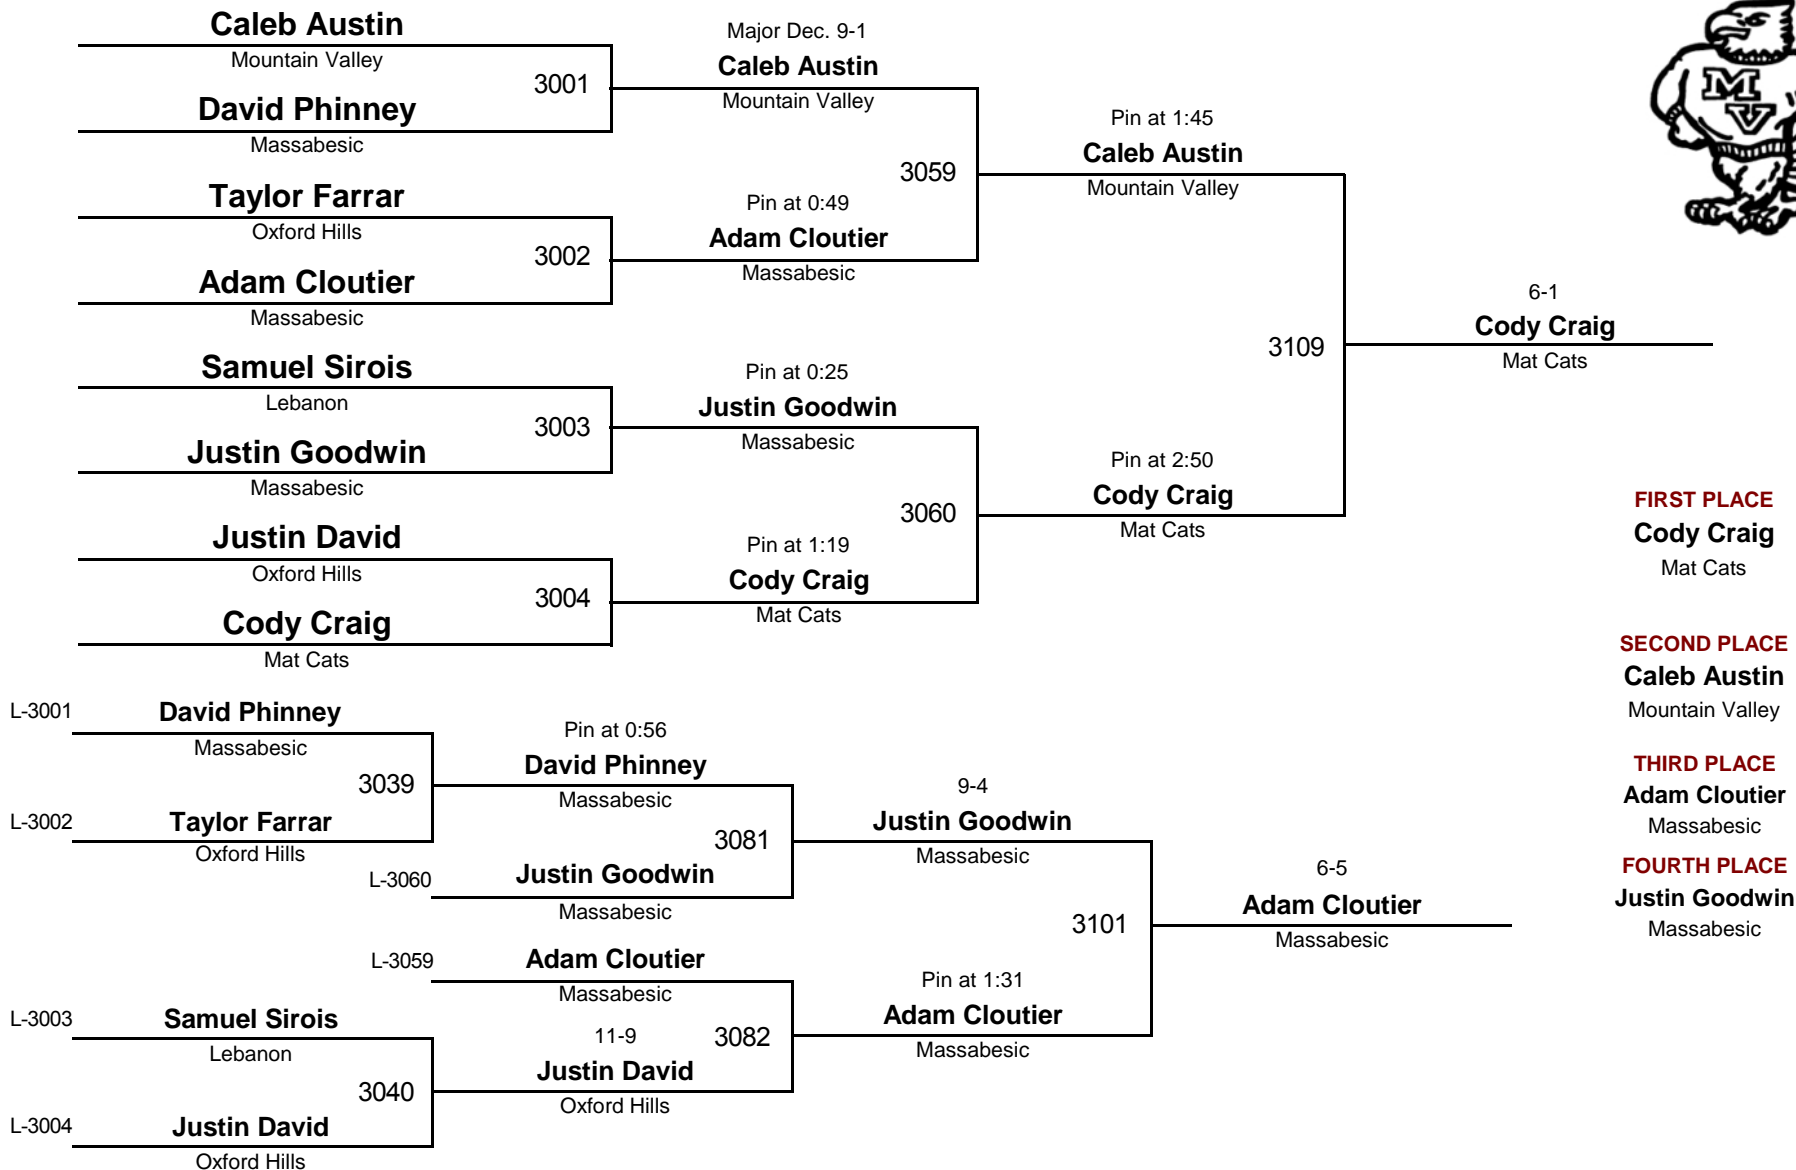 Caleb Austin
Mountain Valley
3001
David Phinney
Massabesic
Taylor Farrar
Oxford Hills
3002
Adam Cloutier
Massabesic
Samuel Sirois
Lebanon
3003
Justin Goodwin
Massabesic
Justin David
Oxford Hills
3004
Cody Craig
Mat Cats
Major Dec. 9-1
Caleb Austin
Mountain Valley
3059
Pin at 0:49
Adam Cloutier
Massabesic
Pin at 0:25
Justin Goodwin
Massabesic
3060
Pin at 1:19
Cody Craig
Mat Cats
Pin at 1:45
Caleb Austin
Mountain Valley
3109
Pin at 2:50
Cody Craig
Mat Cats
6-1
Cody Craig
Mat Cats
M
V
FIRST PLACE
Cody Craig
Mat Cats
SECOND PLACE
Caleb Austin
Mountain Valley
THIRD PLACE
Adam Cloutier
Massabesic
FOURTH PLACE
Justin Goodwin
Massabesic
L-3001
David Phinney
Massabesic
3039
L-3002
Taylor Farrar
Oxford Hills
Pin at 0:56
David Phinney
Massabesic
3081
L-3060
Justin Goodwin
Massabesic
L-3059
Adam Cloutier
Massabesic
L-3003
Samuel Sirois
Lebanon
3040
L-3004
Justin David
Oxford Hills
11-9
3082
Justin David
Oxford Hills
9-4
Justin Goodwin
Massabesic
3101
Pin at 1:31
Adam Cloutier
Massabesic
6-5
Adam Cloutier
Massabesic